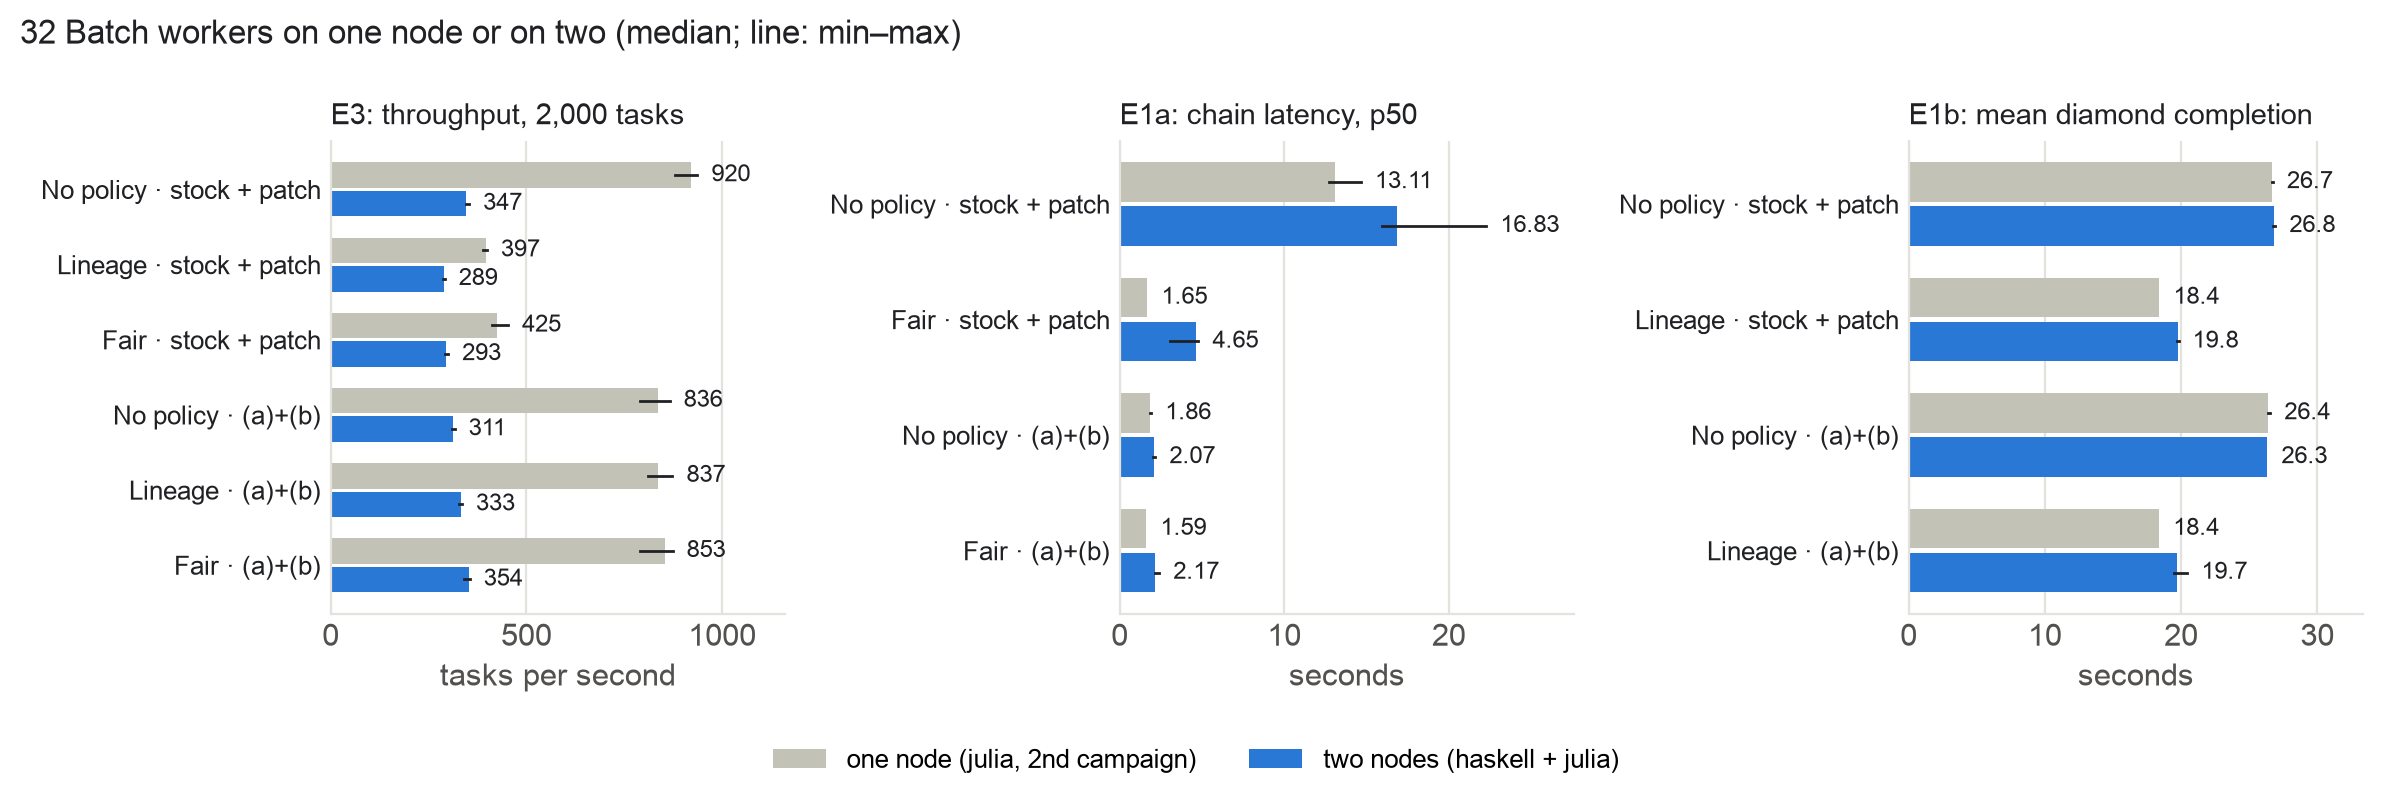 32 Batch workers on one node or on two (median; line: min–max)
E3: throughput, 2,000 tasks
No policy · stock + patch
920
347
Lineage · stock + patch
397
289
Fair · stock + patch
425
293
No policy · (a)+(b)
836
311
Lineage · (a)+(b)
837
333
Fair · (a)+(b)
853
354
0 500 1000
tasks per second
E1a: chain latency, p50
No policy · stock + patch
13.11
16.83
Fair · stock + patch
1.65
4.65
No policy · (a)+(b)
1.86
2.07
Fair · (a)+(b)
1.59
2.17
0 10 20
seconds
E1b: mean diamond completion
No policy · stock + patch
26.7
26.8
Lineage · stock + patch
18.4
19.8
No policy · (a)+(b)
26.4
26.3
Lineage · (a)+(b)
18.4
19.7
0 10 20 30
seconds
one node (julia, 2nd campaign)
two nodes (haskell + julia)